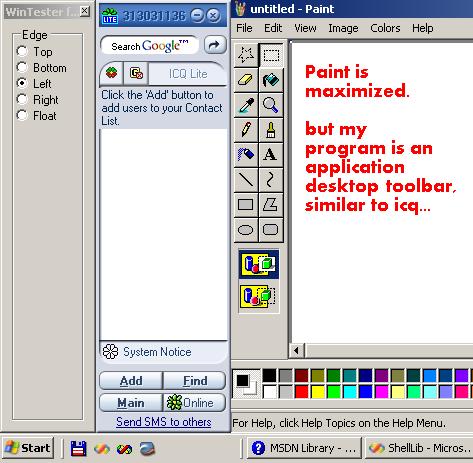 WinTester f...
Edge
Top
Bottom
Left
Right
Float
LITE 313031136
Search Google™
ICQ Lite
Click the 'Add' button to
add users to your Contact
List.
System Notice
Add Find
Main Online
Send SMS to others
untitled - Paint
File Edit View Image Colors Help
A
Paint is
maximized.
but my
program is an
application
desktop toolbar,
similar to icq...
For Help, click Help Topics on the Help Menu.
Start
MSDN Library - ...
ShellLib - Micros...